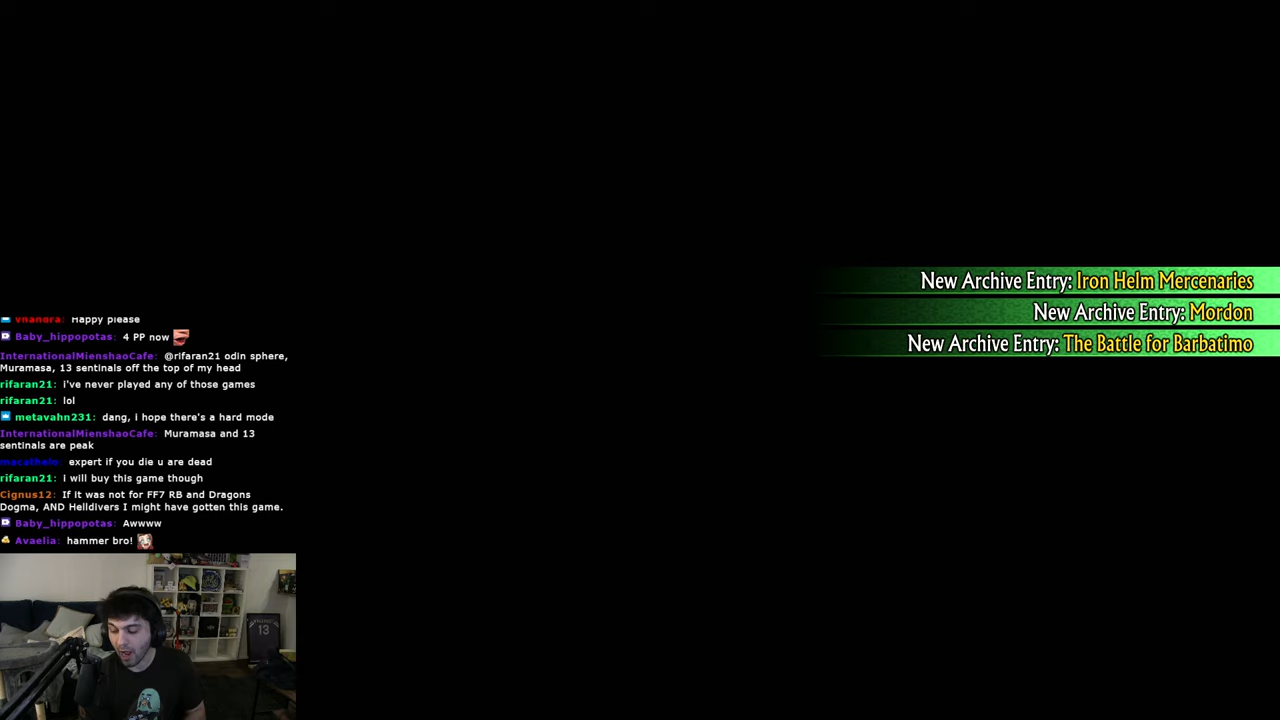 New Archive Entry: Iron Helm Mercenaries
New Archive Entry: Mordon
New Archive Entry: The Battle for Barbatimo
vhandra: Happy please
Baby_hippopotas: 4 PP now
InternationalMienshaoCafe: @rifaran21 odin sphere,
Muramasa, 13 sentinals off the top of my head
rifaran21: i've never played any of those games
rifaran21: lol
metavahn231: dang, i hope there's a hard mode
InternationalMienshaoCafe: Muramasa and 13
sentinals are peak
expert if you die u are dead
rifaran21: i will buy this game though
Cignus12: If it was not for FF7 RB and Dragons
Dogma, AND Helldivers I might have gotten this game.
Baby_hippopotas: Awwww
Avaelia: hammer bro!
13